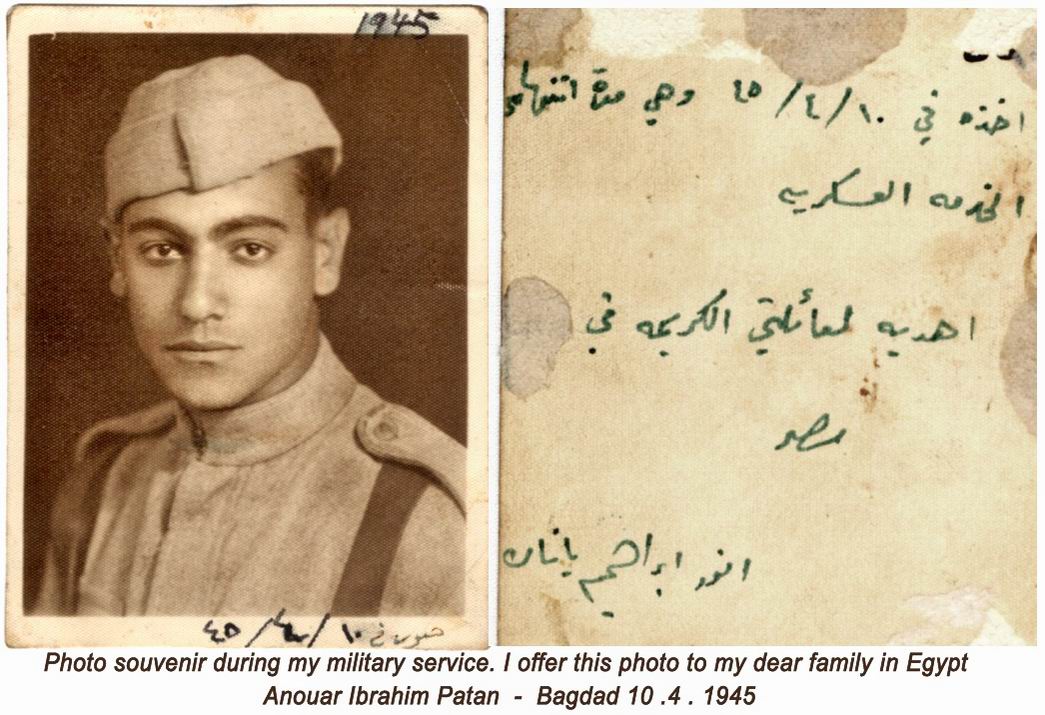 1945
صورت في ١٠/٤/٤٥
اخذه في ١٠/٤/٤٥ وهي مدة انتهاء
الخدمه العسكريه
اهديه لعائلتي الكريمه في
مصر
انور ابراهيم باتان
Photo souvenir during my military service. I offer this photo to my dear family in Egypt
Anouar Ibrahim Patan - Bagdad 10 .4 . 1945